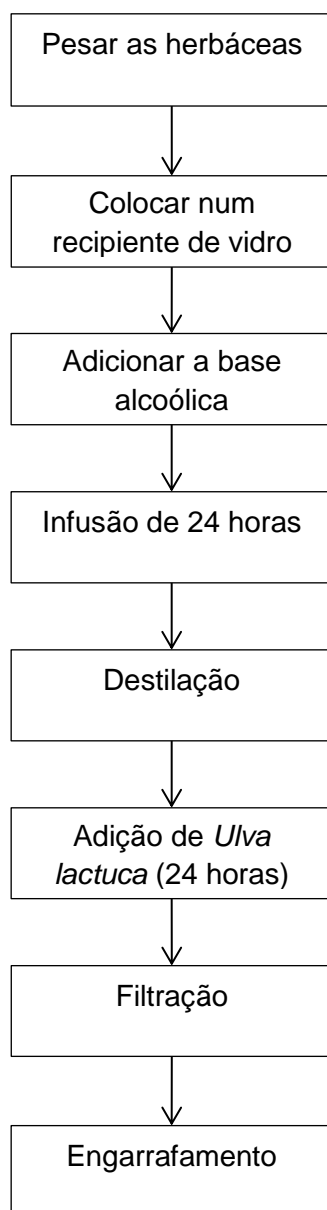 Pesar as herbáceas
Colocar num
recipiente de vidro
Adicionar a base
alcoólica
Infusão de 24 horas
Destilação
Adição de Ulva
lactuca (24 horas)
Filtração
Engarrafamento